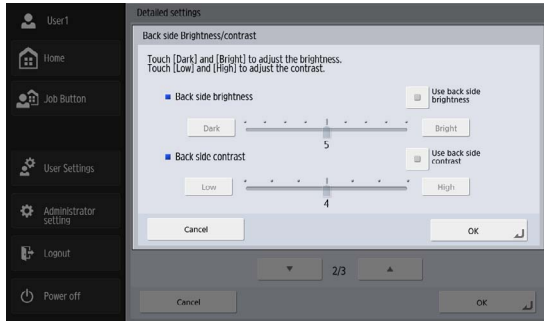 User1
Home
Job Button
User Settings
Administrator
setting
Logout
Power off
Detailed settings
Back side Brightness/contrast
Touch [Dark] and [Bright] to adjust the brightness.
Touch [Low] and [High] to adjust the contrast.
Back side brightness
Use back side
brightness
Dark
Bright
5
Back side contrast
Use back side
contrast
Low
High
4
Cancel
OK
2/3
Cancel
OK